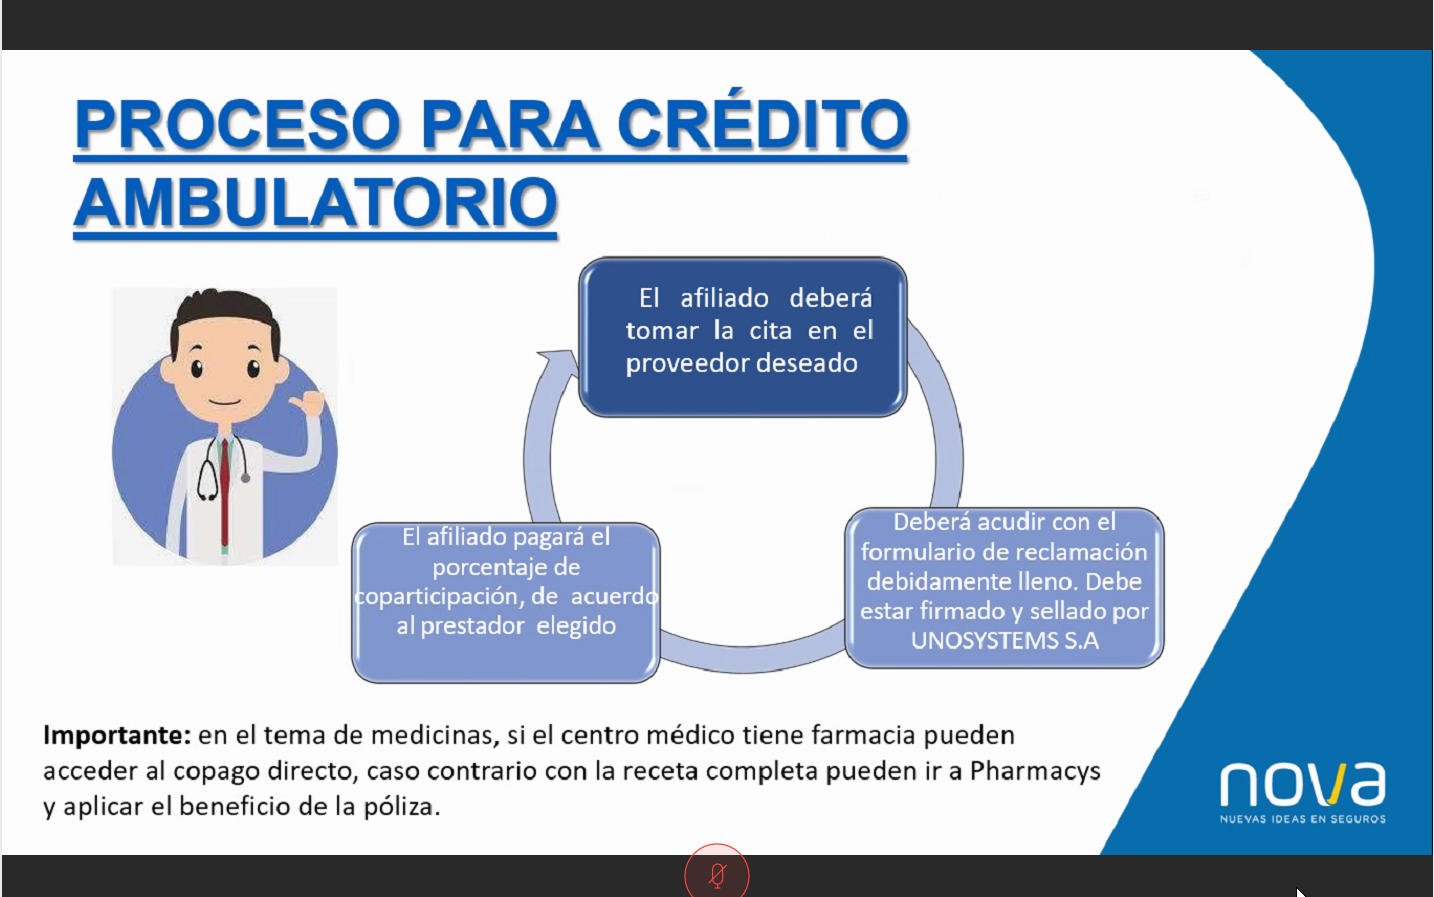 PROCESO PARA CRÉDITO
AMBULATORIO
El afiliado deberá
tomar la cita en el
proveedor deseado
Deberá acudir con el
formulario de reclamación
debidamente lleno. Debe
estar firmado y sellado por
UNOSYSTEMS S.A
El afiliado pagará el
porcentaje de
coparticipación, de acuerdo
al prestador elegido
Importante: en el tema de medicinas, si el centro médico tiene farmacia pueden
acceder al copago directo, caso contrario con la receta completa pueden ir a Pharmacys
y aplicar el beneficio de la póliza.
nova
NUEVAS IDEAS EN SEGUROS